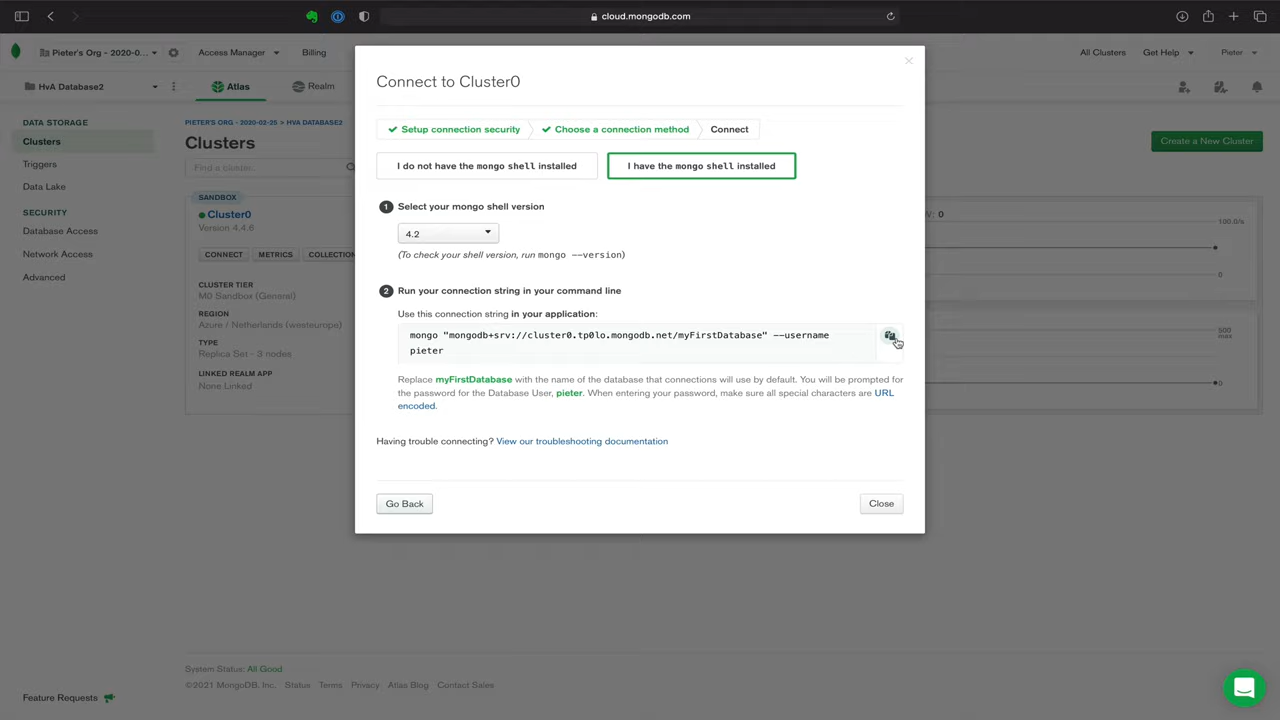 cloud.mongodb.com
Pieter's Org - 2020-0...
Access Manager
Billing
All Clusters
Get Help
Pieter
HvA Database2
Atlas
Realm
DATA STORAGE
Clusters
Triggers
Data Lake
SECURITY
Database Access
Network Access
Advanced
PIETER'S ORG - 2020-02-25 > HVA DATABASE2
Clusters
Find a cluster...
Create a New Cluster
SANDBOX
Cluster0
Version 4.4.6
CONNECT
METRICS
COLLECTION
CLUSTER TIER
M0 Sandbox (General)
REGION
Azure / Netherlands (westeurope)
TYPE
Replica Set - 3 nodes
LINKED REALM APP
None Linked
W: 0
100.0/s
0
500
max
0
Connect to Cluster0
Setup connection security
Choose a connection method
Connect
I do not have the mongo shell installed
I have the mongo shell installed
1 Select your mongo shell version
4.2
(To check your shell version, run mongo --version)
2 Run your connection string in your command line
Use this connection string in your application:
mongo "mongodb+srv://cluster0.tp0lo.mongodb.net/myFirstDatabase" --username
pieter
Replace myFirstDatabase with the name of the database that connections will use by default. You will be prompted for
the password for the Database User, pieter. When entering your password, make sure all special characters are URL
encoded.
Having trouble connecting? View our troubleshooting documentation
Go Back
Close
System Status: All Good
©2021 MongoDB, Inc. Status Terms Privacy Atlas Blog Contact Sales
Feature Requests